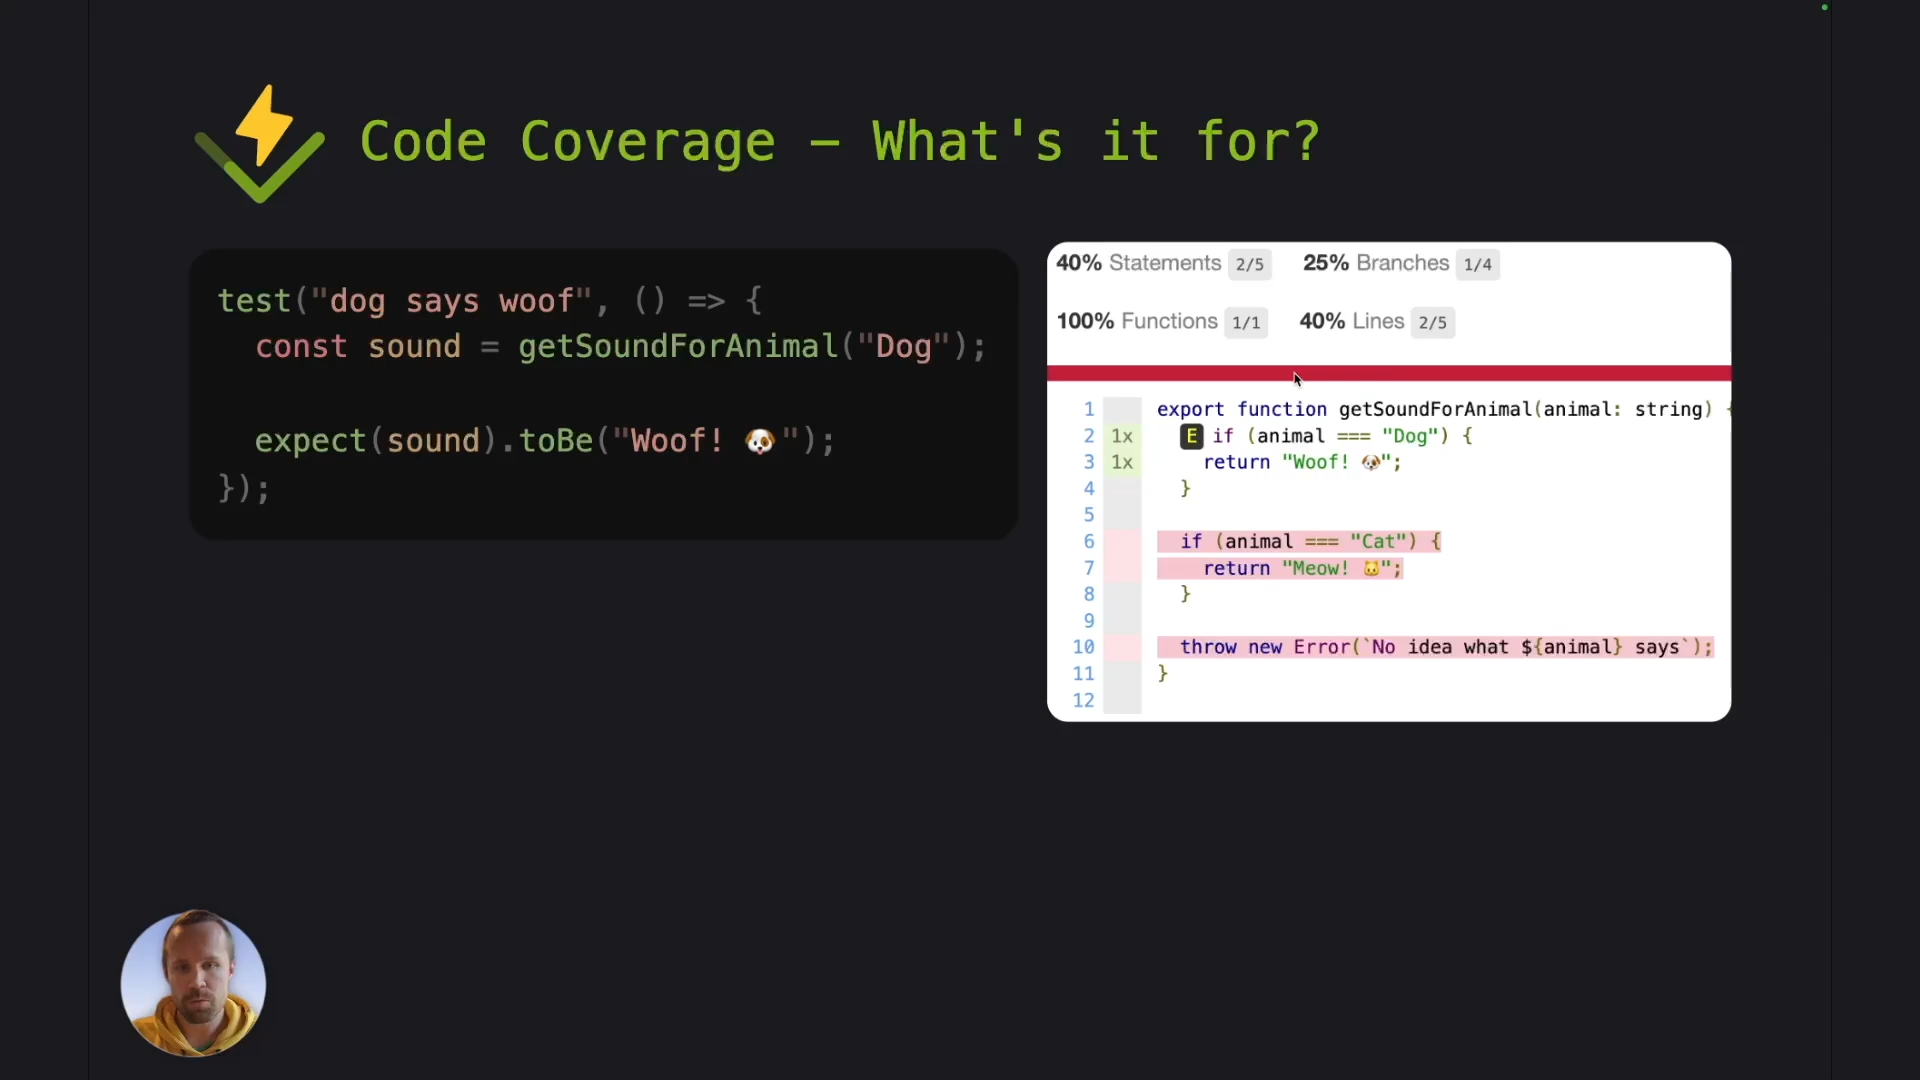 Code Coverage – What's it for?
test("dog says woof", () => {
const sound = getSoundForAnimal("Dog");
expect(sound).toBe("Woof! 🐶");
});
40% Statements 2/5 25% Branches 1/4
100% Functions 1/1 40% Lines 2/5
1 export function getSoundForAnimal(animal: string) {
2 1x E if (animal === "Dog") {
3 1x return "Woof! 🐶";
4 }
5
6 if (animal === "Cat") {
7 return "Meow! 🐱";
8 }
9
10 throw new Error(`No idea what ${animal} says`);
11 }
12